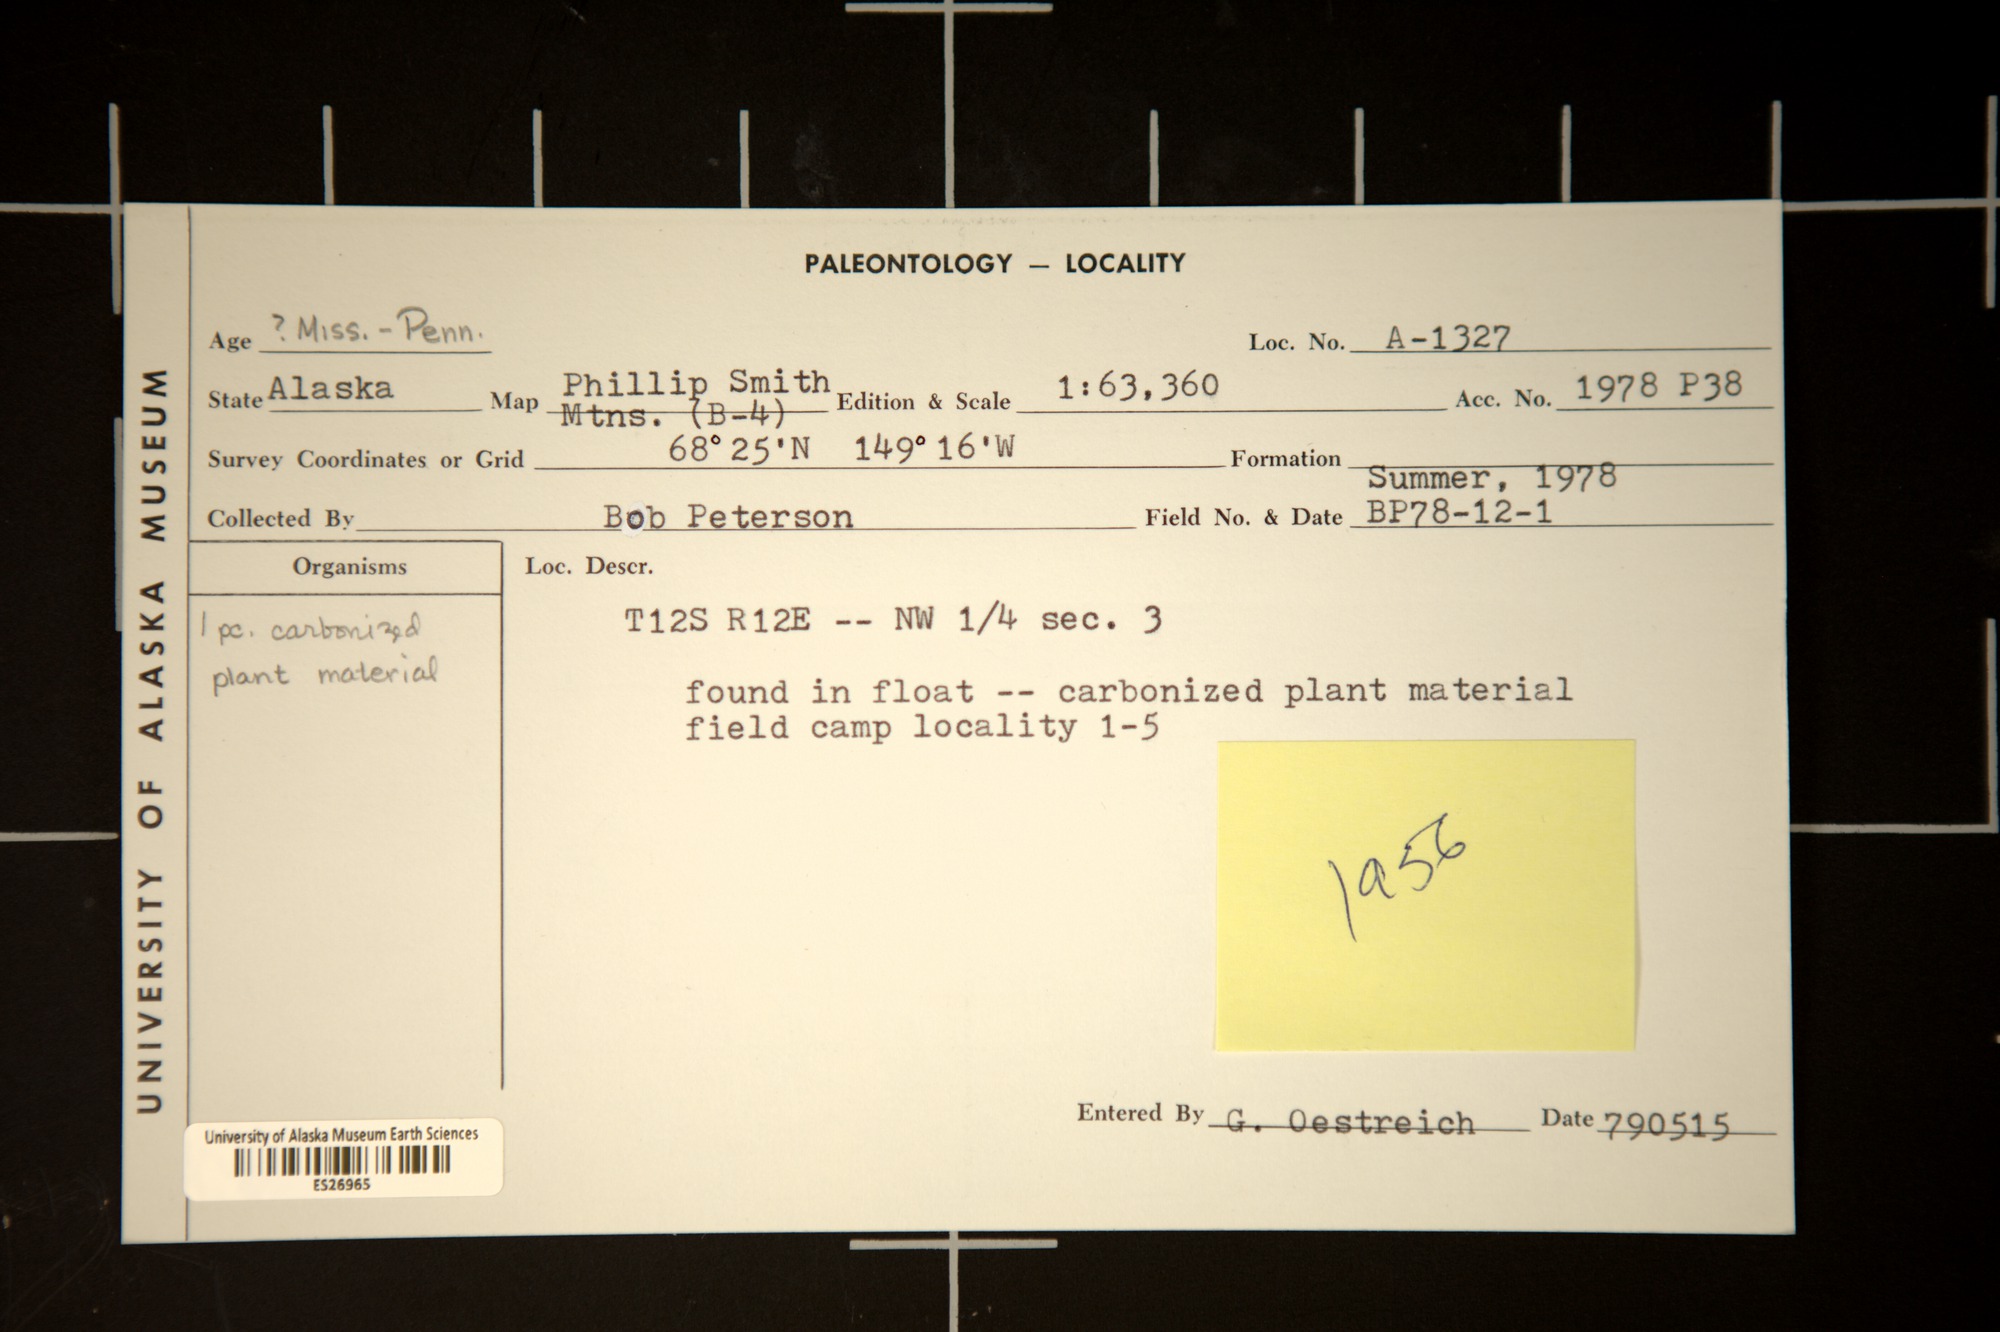 UNIVERSITY OF ALASKA MUSEUM
PALEONTOLOGY — LOCALITY
Age ? Miss. - Penn.
Loc. No. A-1327
State Alaska Map Phillip Smith Mtns. (B-4) Edition & Scale 1:63,360 Acc. No. 1978 P38
Survey Coordinates or Grid 68°25'N 149°16'W Formation
Collected By Bob Peterson Field No. & Date Summer, 1978 BP78-12-1
Organisms
1 pc. carbonized
plant material
Loc. Descr.
T12S R12E -- NW 1/4 sec. 3
found in float -- carbonized plant material
field camp locality 1-5
1956
Entered By G. Oestreich Date 790515
University of Alaska Museum Earth Sciences
ES26965